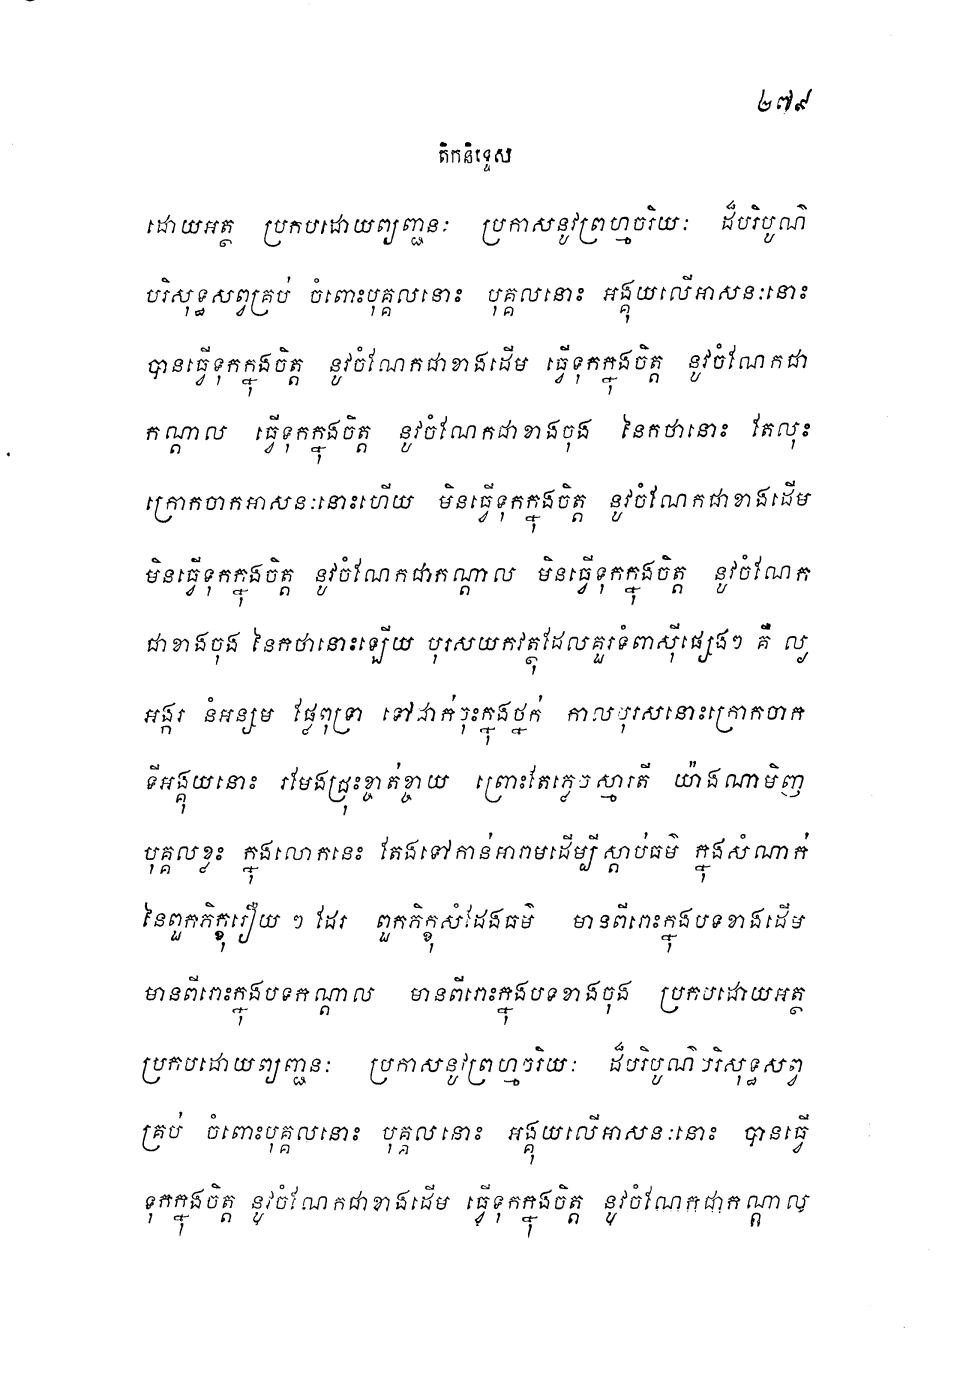 ២៧៩
តិកនិទ្ទេស
ដោយអត្ថ ប្រកបដោយព្យញ្ជនៈ ប្រកាសនូវព្រហ្មចរិយៈ ដ៏បរិបូណ៌
បរិសុទ្ធសព្វគ្រប់ ចំពោះបុគ្គលនោះ បុគ្គលនោះ អង្គុយលើអាសនៈនោះ
បានធ្វើទុកក្នុងចិត្ត នូវចំណែកជាខាងដើម ធ្វើទុកក្នុងចិត្ត នូវចំណែកជា
កណ្តាល ធ្វើទុកក្នុងចិត្ត នូវចំណែកជាខាងចុង នៃកថានោះ តែលុះ
ក្រោកចាកអាសនៈនោះហើយ មិនធ្វើទុកក្នុងចិត្ត នូវចំណែកជាខាងដើម
មិនធ្វើទុកក្នុងចិត្ត នូវចំណែកជាកណ្តាល មិនធ្វើទុកក្នុងចិត្ត នូវចំណែក
ជាខាងចុង នៃកថានោះឡើយ បុរសយកវត្ថុដែលគួរទំពាស៊ីផ្សេងៗ គឺ ល្ង
អង្ករ នំអន្សម ផ្លែពុទ្រា ទៅដាក់ចុះក្នុងថ្នក់ កាលបុរសនោះក្រោកចាក
ទីអង្គុយនោះ រមែងជ្រុះខ្ចាត់ខ្ចាយ ព្រោះតែភ្លេចស្មារតី យ៉ាងណាមិញ
បុគ្គលខ្លះ ក្នុងលោកនេះ តែងទៅកាន់អារាមដើម្បីស្តាប់ធម៌ ក្នុងសំណាក់
នៃពួកភិក្ខុរឿយ ៗ ដែរ ពួកភិក្ខុសំដែងធម៌ មានពីរោះក្នុងបទខាងដើម
មានពីរោះក្នុងបទកណ្តាល មានពីរោះក្នុងបទខាងចុង ប្រកបដោយអត្ថ
ប្រកបដោយព្យញ្ជនៈ ប្រកាសនូវព្រហ្មចរិយៈ ដ៏បរិបូណ៌បរិសុទ្ធសព្វ
គ្រប់ ចំពោះបុគ្គលនោះ បុគ្គលនោះ អង្គុយលើអាសនៈនោះ បានធ្វើ
ទុកក្នុងចិត្ត នូវចំណែកជាខាងដើម ធ្វើទុកក្នុងចិត្ត នូវចំណែកជាកណ្តាល